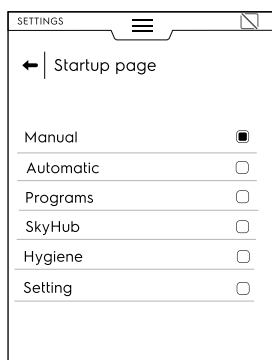 SETTINGS
Startup page
Manual
Automatic
Programs
SkyHub
Hygiene
Setting